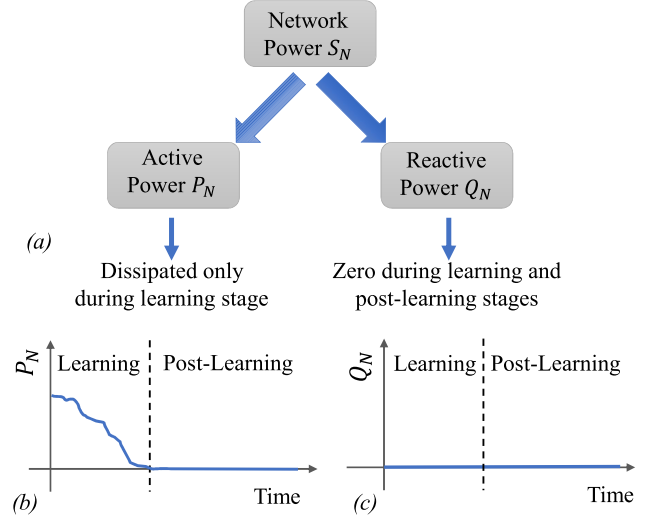 Network
Power S_N
Active
Power P_N
Reactive
Power Q_N
(a)
Dissipated only
during learning stage
Zero during learning and
post-learning stages
P_N
Learning
Post-Learning
Time
(b)
Q_N
Learning
Post-Learning
Time
(c)